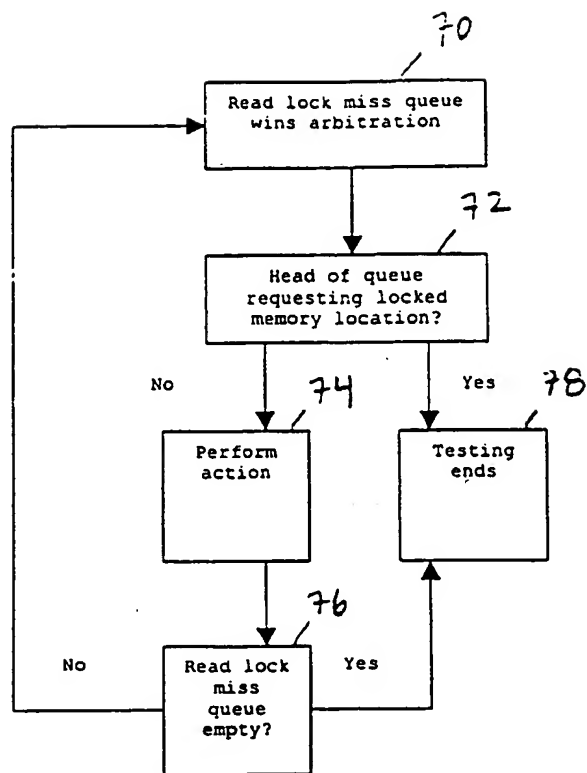 70
Read lock miss queue
wins arbitration
72
Head of queue
requesting locked
memory location?
No
Yes
74
78
Perform
action
Testing
ends
76
No
Read lock
miss
queue
empty?
Yes